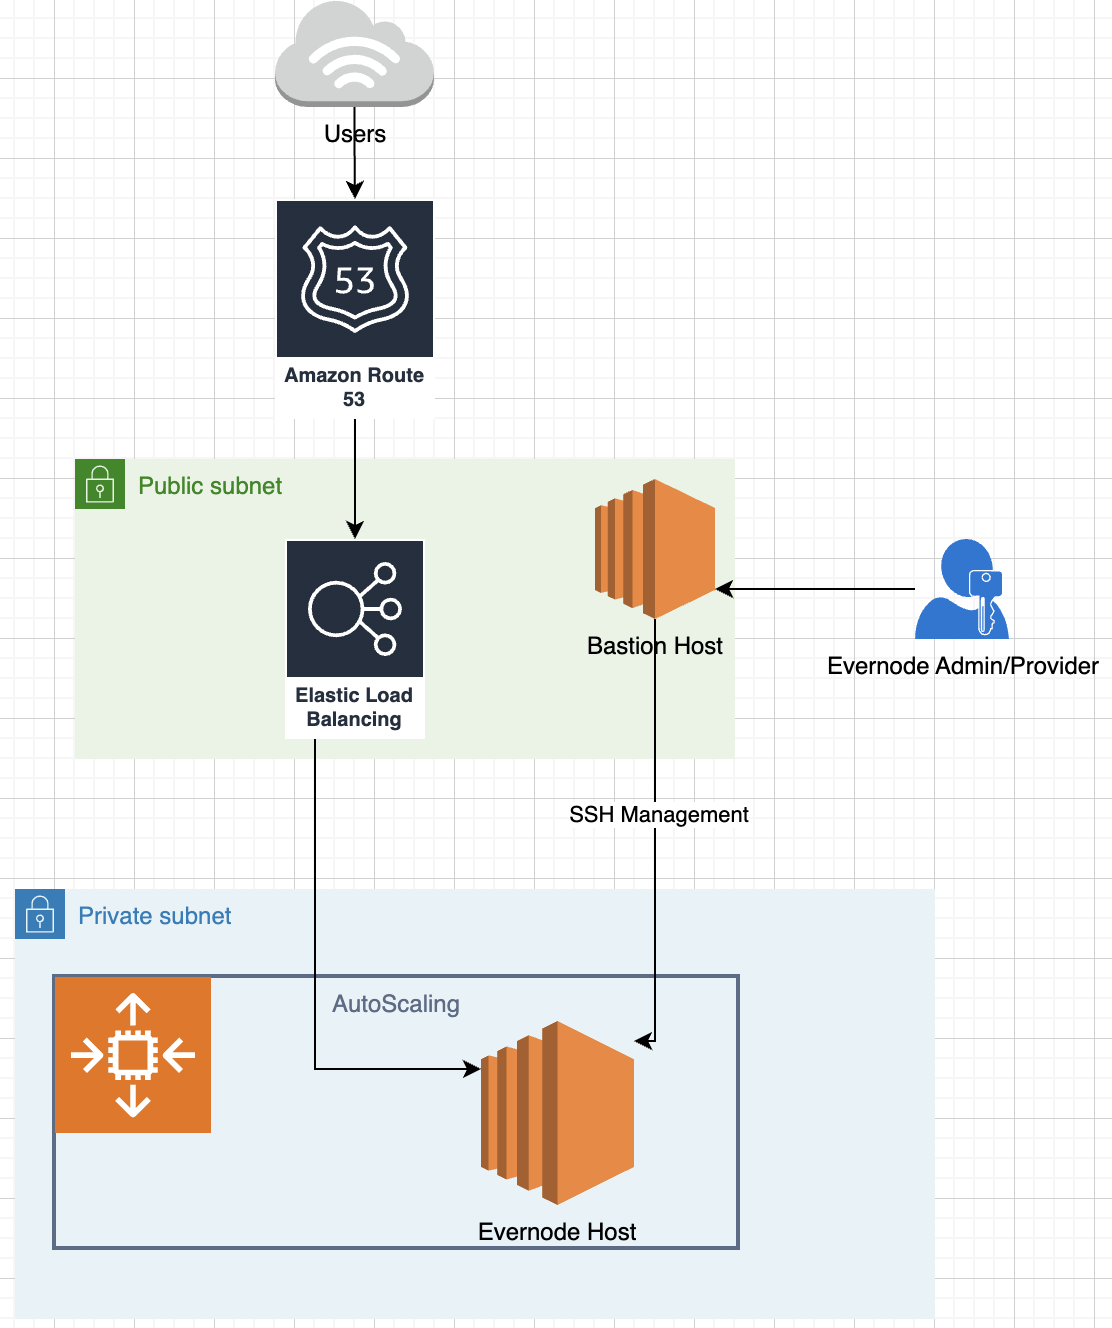 Users
53
Amazon Route
53
Public subnet
Elastic Load
Balancing
Bastion Host
Evernode Admin/Provider
SSH Management
Private subnet
AutoScaling
Evernode Host